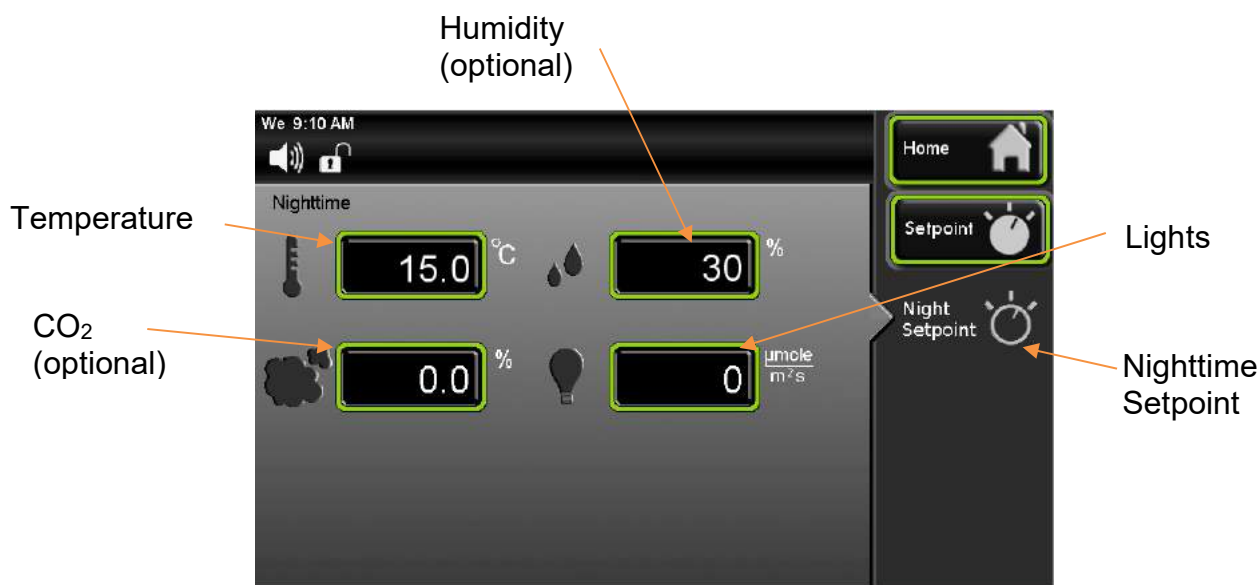 Humidity
(optional)
We 9:10 AM
Home
Nighttime
Temperature
15.0 °C
30 %
Setpoint
Lights
CO₂
(optional)
0.0 %
0 µmole
m²s
Night
Setpoint
Nighttime
Setpoint